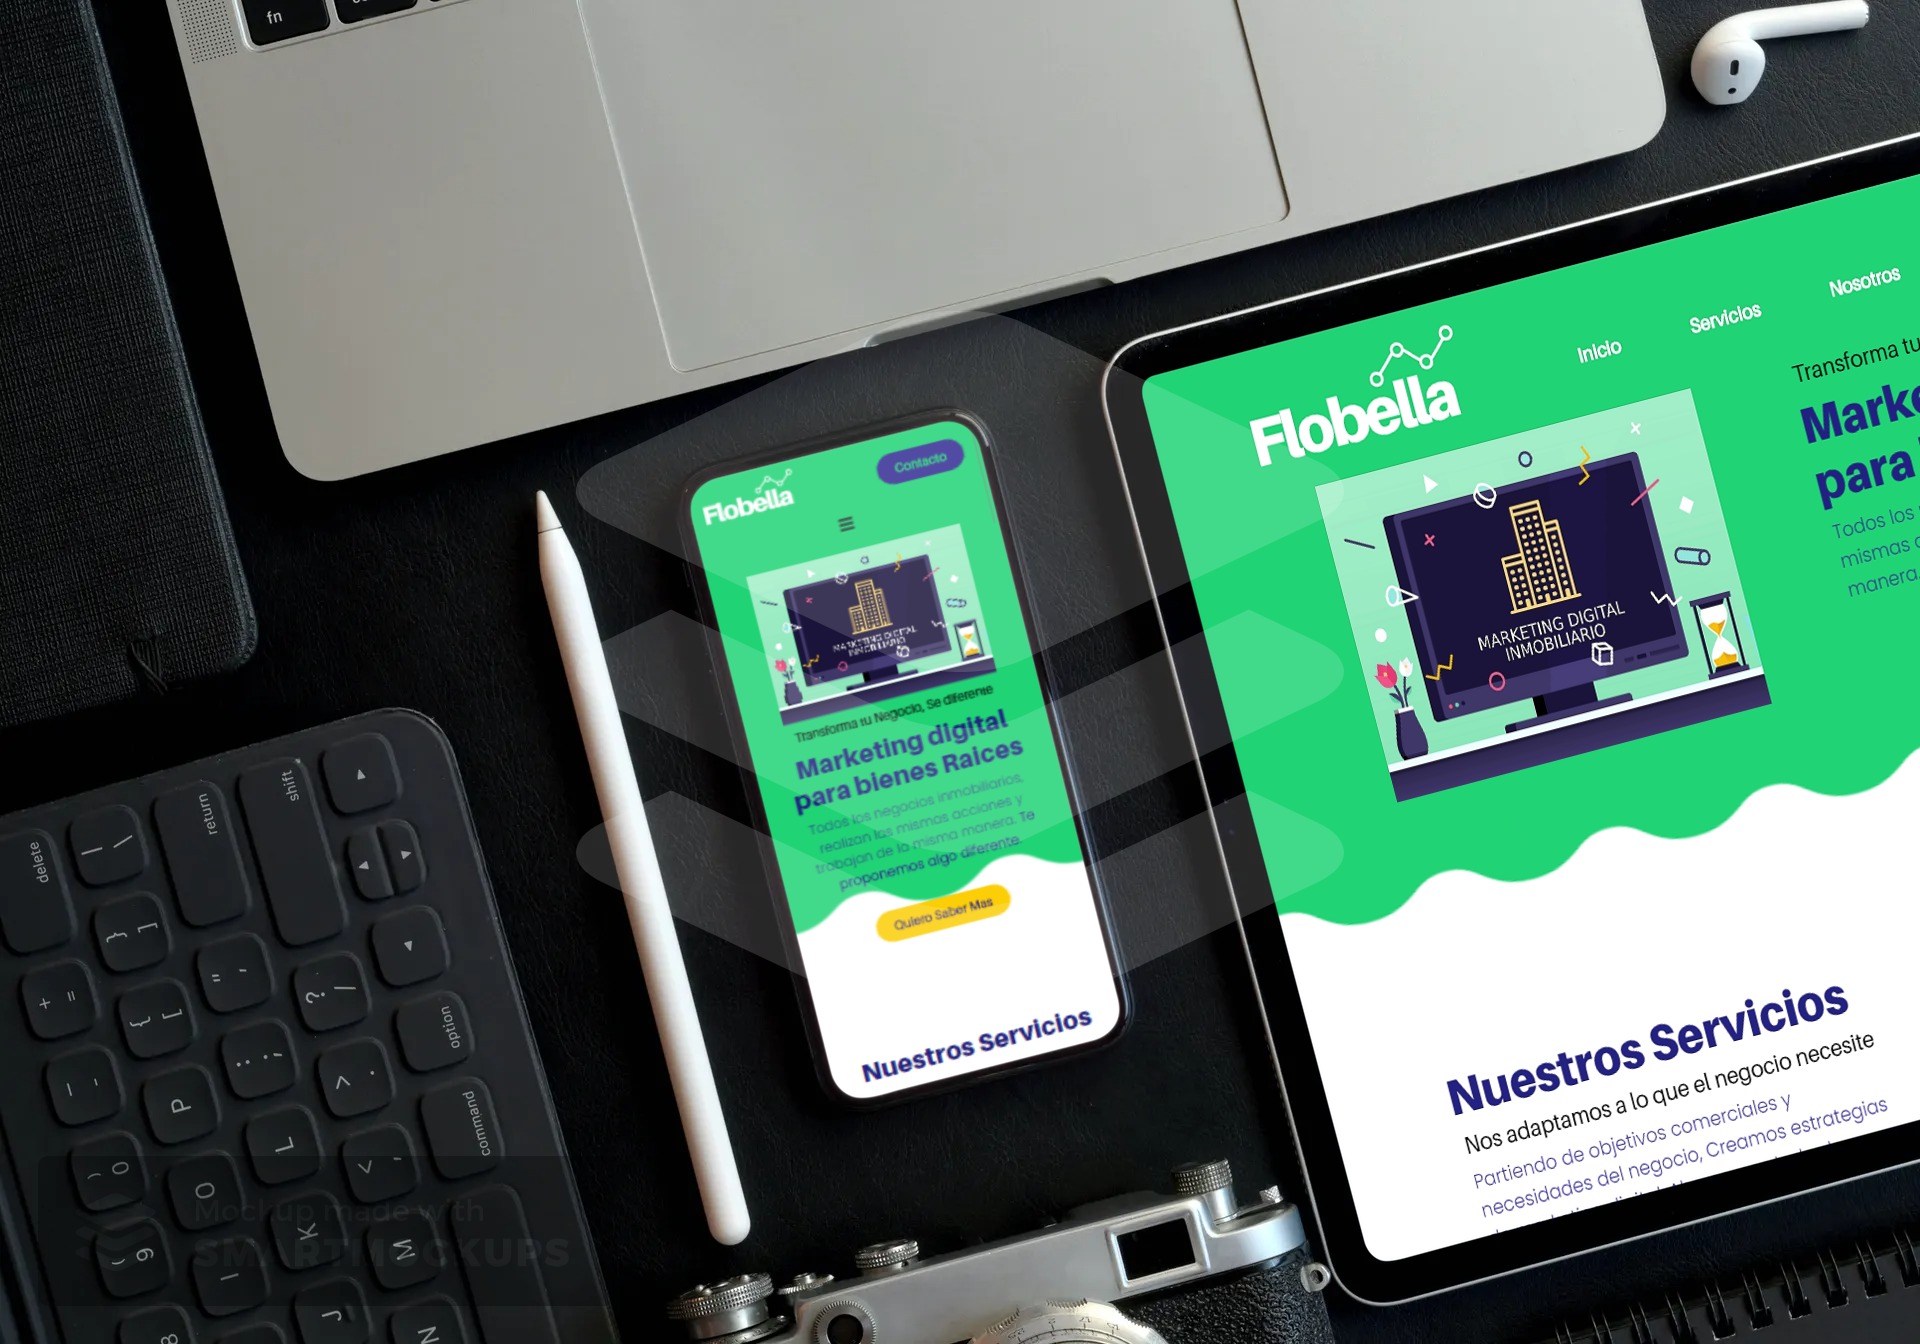 fn
Flobella
Contacto
MARKETING DIGITAL
INMOBILIARIO
Transforma tu Negocio, Se diferente
Marketing digital
para bienes Raices
Todos los negocios inmobiliarios,
realizan las mismas acciones y
trabajan de la misma manera. Te
proponemos algo diferente.
Quiero Saber Mas
Nuestros Servicios
Flobella
Inicio
Servicios
Nosotros
MARKETING DIGITAL
INMOBILIARIO
Transforma tu
para
Todos los
mismas
manera.
Nuestros Servicios
Nos adaptamos a lo que el negocio necesite
Partiendo de objetivos comerciales y
necesidades del negocio, Creamos estrategias
delete
return
shift
option
command
+ =
} ]
{ [
" '
? /
: ;
P
L
O
K
M
I
J
N
) 0
( 9
8
Mockup made with
SMARTMOCKUPS